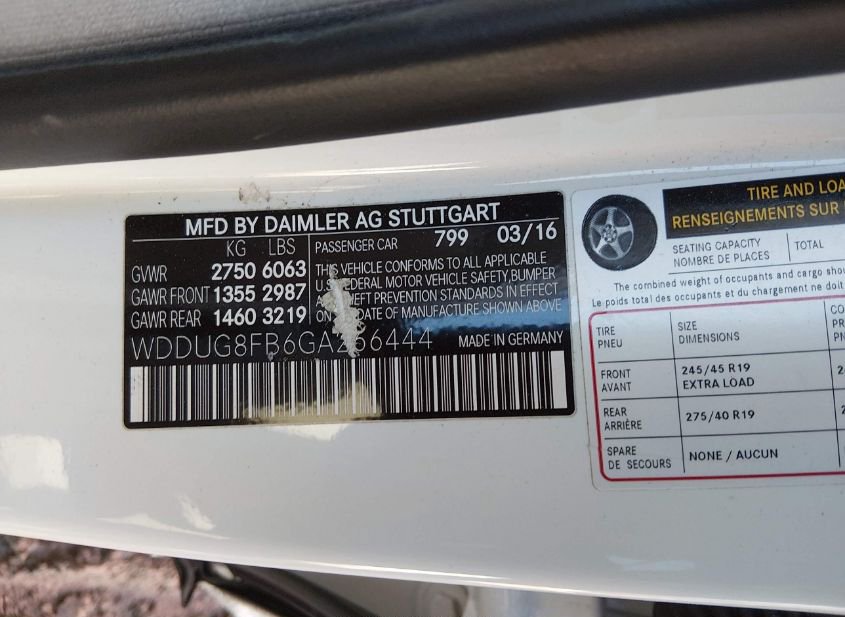 MFD BY DAIMLER AG STUTTGART
KG LBS
GVWR 2750 6063
GAWR FRONT 1355 2987
GAWR REAR 1460 3219
PASSENGER CAR 799 03/16
THIS VEHICLE CONFORMS TO ALL APPLICABLE
U.S. FEDERAL MOTOR VEHICLE SAFETY, BUMPER
THEFT PREVENTION STANDARDS IN EFFECT
ON DATE OF MANUFACTURE SHOWN ABOVE
WDDUG8FB6GA266444 MADE IN GERMANY
TIRE AND LOA
RENSEIGNEMENTS SUR
SEATING CAPACITY
NOMBRE DE PLACES
TOTAL
The combined weight of occupants and cargo shou
Le poids total des occupants et du chargement ne doit
TIRE
PNEU
SIZE
DIMENSIONS
FRONT
AVANT
245/45 R19
EXTRA LOAD
REAR
ARRIÈRE
275/40 R19
SPARE
DE SECOURS
NONE / AUCUN